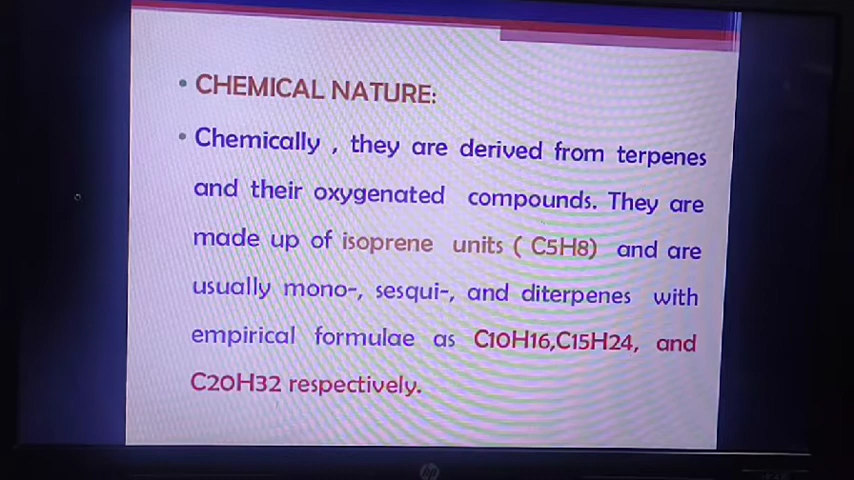 • CHEMICAL NATURE:
• Chemically , they are derived from terpenes
and their oxygenated compounds. They are
made up of isoprene units ( C5H8) and are
usually mono-, sesqui-, and diterpenes with
empirical formulae as C10H16,C15H24, and
C20H32 respectively.
hp